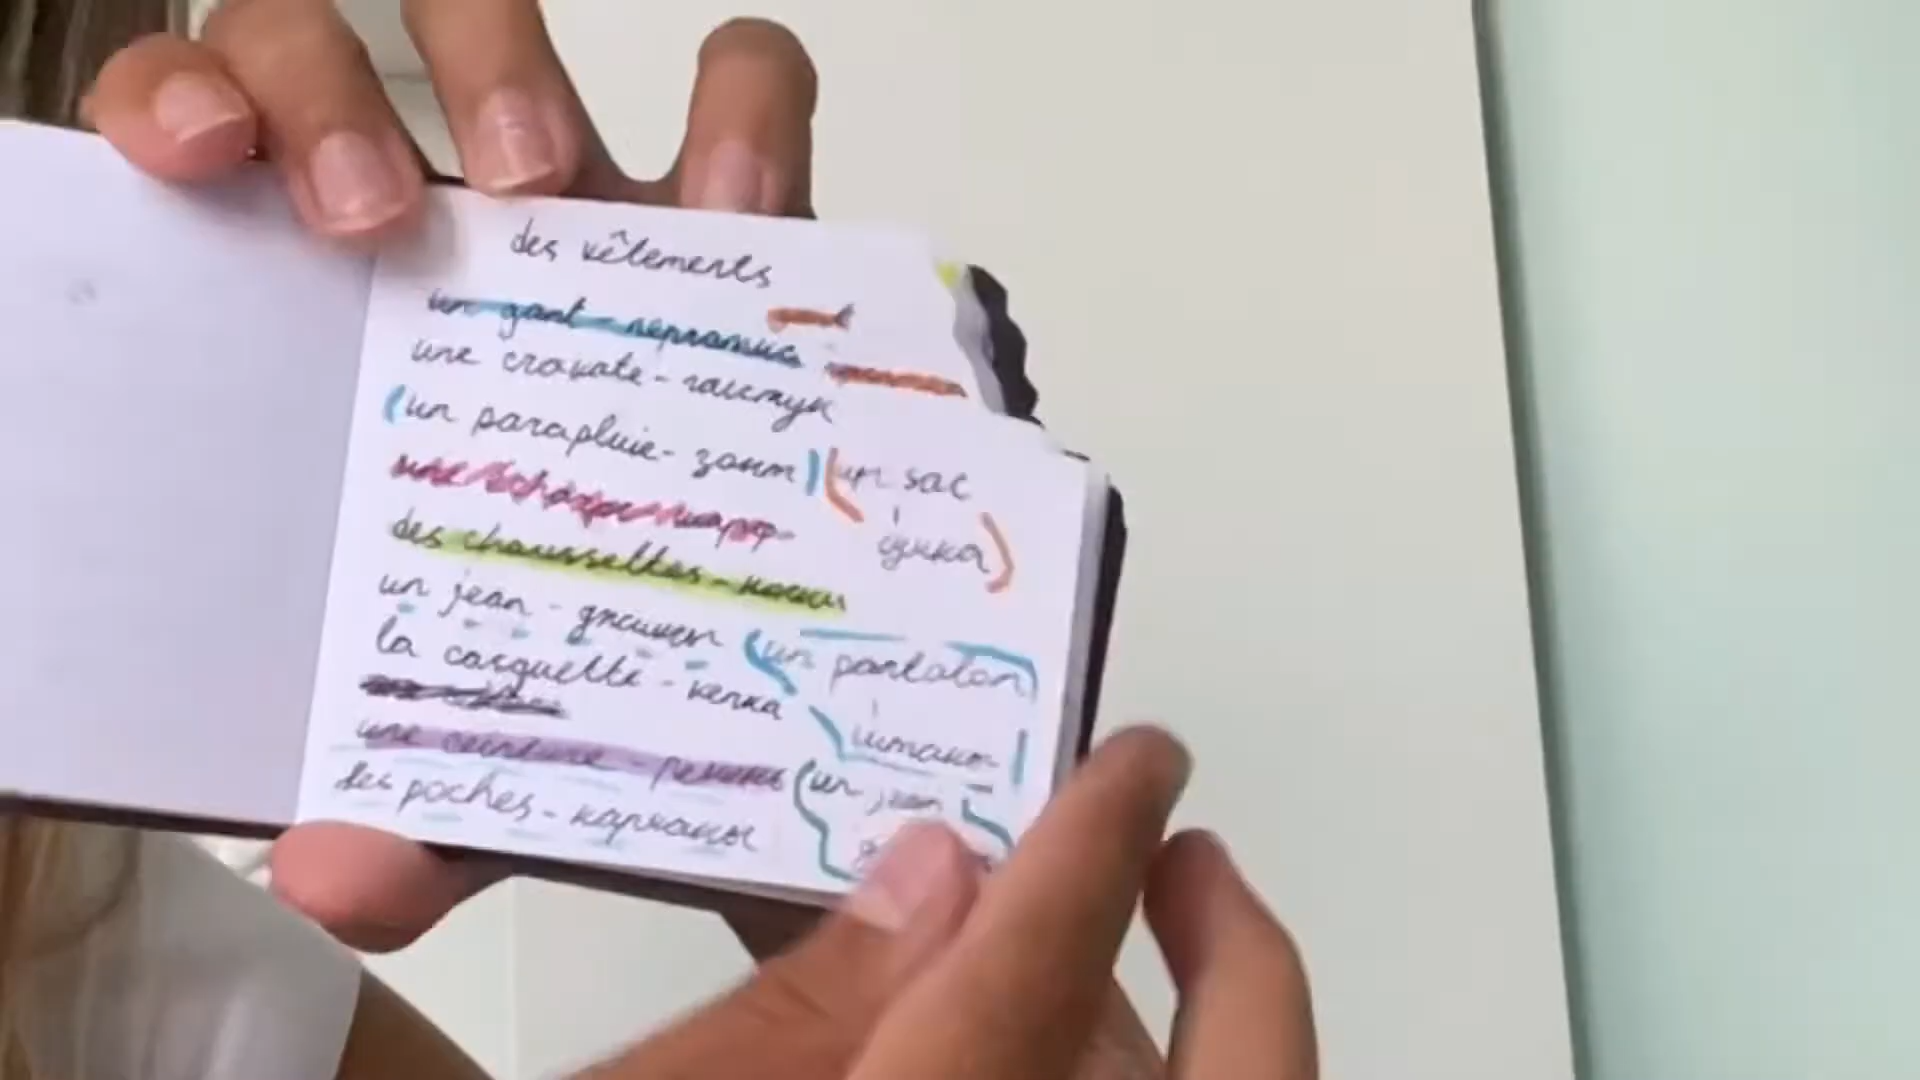 des vêtements
un gant - перчатка
une cravate - галстук
un parapluie - зонт
un sac
сумка
des chaussettes - носки
un jean - джинсы
la casquette - кепка
un pantalon
штаны
une ceinture - ремень
un jean
des poches - карманы